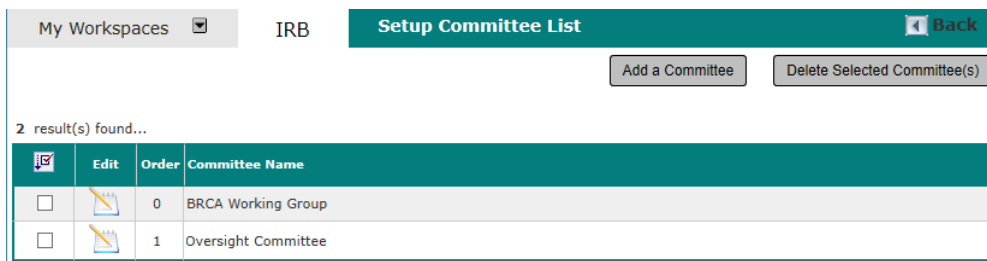 My Workspaces IRB Setup Committee List Back
Add a Committee Delete Selected Committee(s)
2 result(s) found...
Edit Order Committee Name
0 BRCA Working Group
1 Oversight Committee